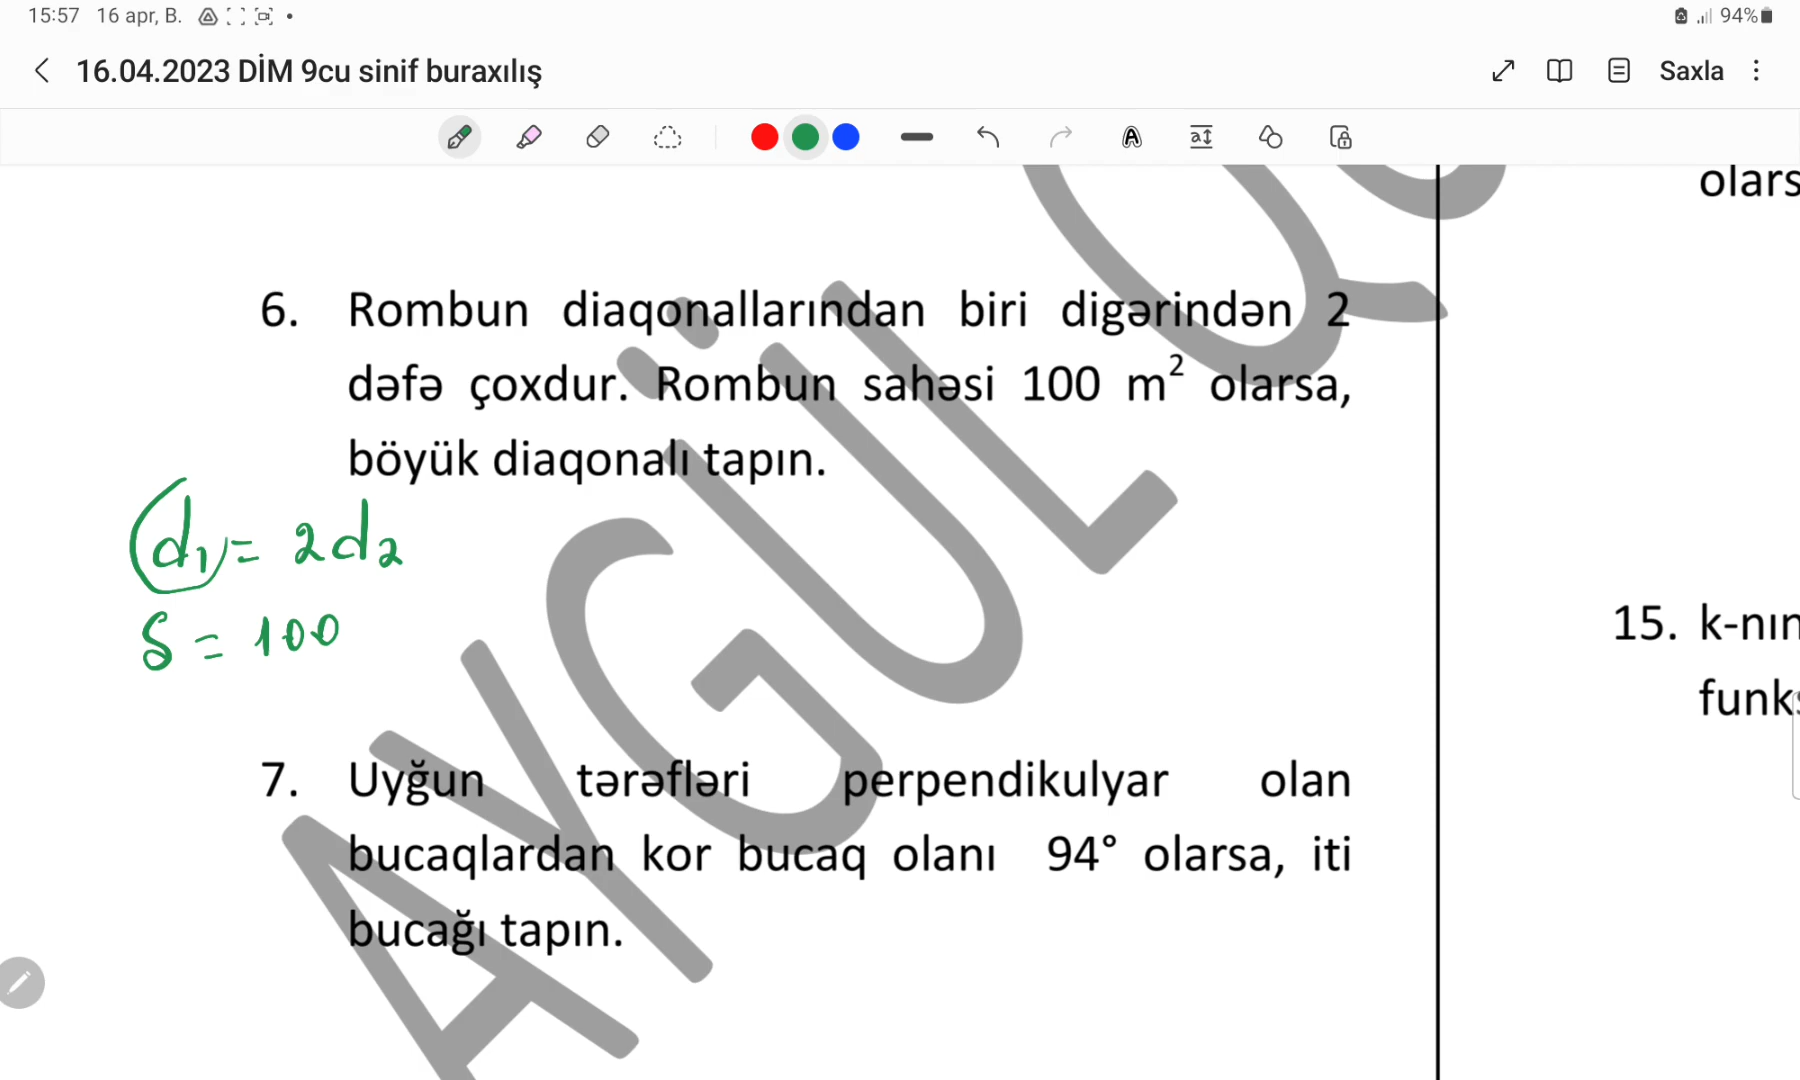 15:57 16 apr, B.
94%
16.04.2023 DİM 9cu sinif buraxılış
Saxla
6. Rombun diaqonallarından biri digərindən 2
dəfə çoxdur. Rombun sahəsi 100 m² olarsa,
böyük diaqonalı tapın.
d₁ = 2d₂
S = 100
7. Uyğun tərəfləri perpendikulyar olan
bucaqlardan kor bucaq olanı 94° olarsa, iti
bucağı tapın.
olars
15. k-nın
funks
AYGÜL